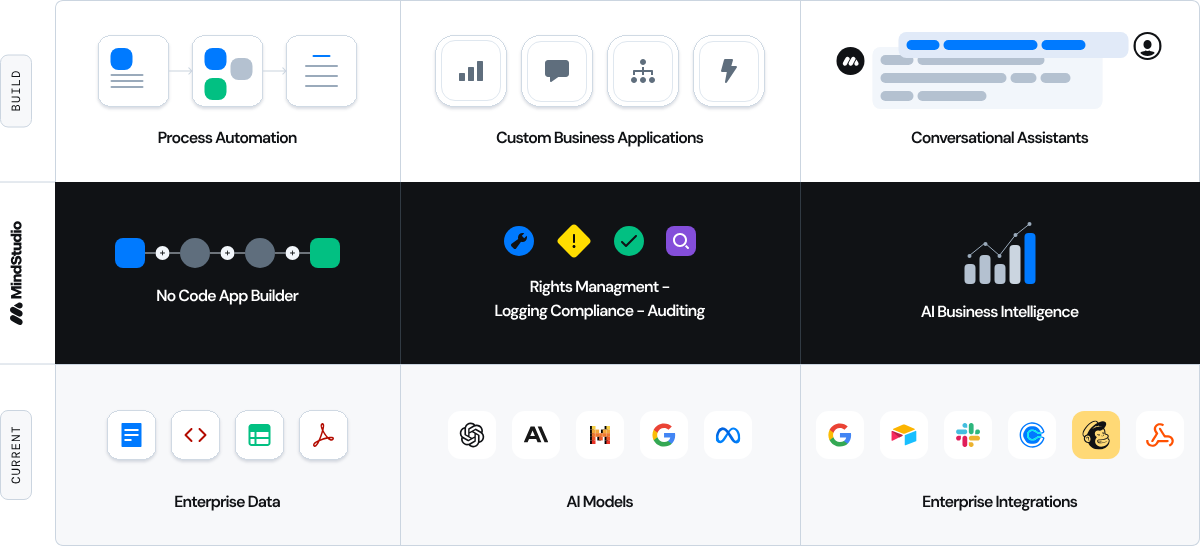 BUILD
Process Automation
Custom Business Applications
Conversational Assistants
MindStudio
No Code App Builder
Rights Managment -
Logging Compliance - Auditing
AI Business Intelligence
CURRENT
Enterprise Data
AI Models
Enterprise Integrations